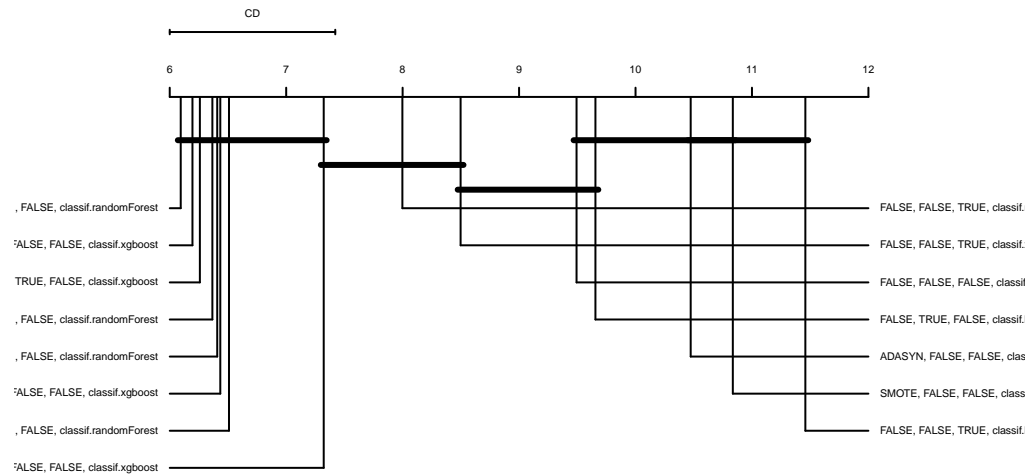 CD
6 7 8 9 10 11 12
, FALSE, classif.randomForest
FALSE, FALSE, classif.xgboost
TRUE, FALSE, classif.xgboost
, FALSE, classif.randomForest
, FALSE, classif.randomForest
FALSE, FALSE, classif.xgboost
, FALSE, classif.randomForest
FALSE, FALSE, classif.xgboost
FALSE, FALSE, TRUE, classif.
FALSE, FALSE, TRUE, classif.
FALSE, FALSE, FALSE, classif
FALSE, TRUE, FALSE, classif.
ADASYN, FALSE, FALSE, clas
SMOTE, FALSE, FALSE, class
FALSE, FALSE, TRUE, classif.